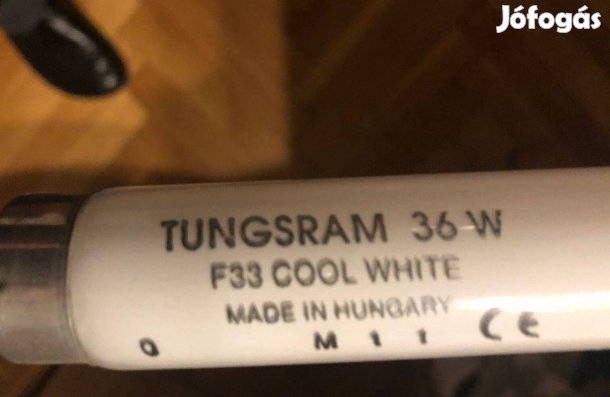 Jófogás
TUNGSRAM 36 W
F33 COOL WHITE
MADE IN HUNGARY
M 1 1 CE